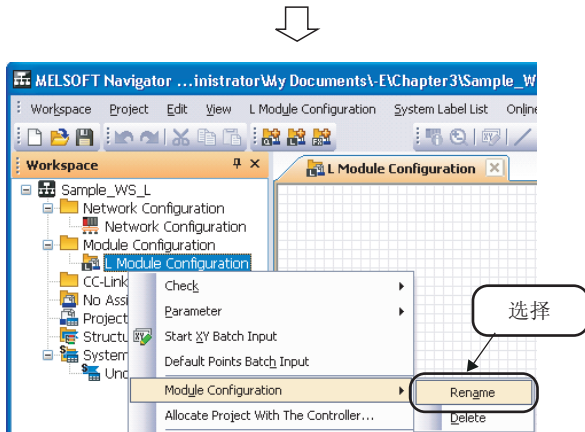 MELSOFT Navigator ...inistrator\My Documents\-E\Chapter3\Sample_W
Workspace Project Edit View L Module Configuration System Label List Online
Workspace
L Module Configuration
Sample_WS_L
Network Configuration
Network Configuration
Module Configuration
L Module Configuration
CC-Link
No Assi
Project
Structu
System
Unc
Check
Parameter
Start XY Batch Input
Default Points Batch Input
Module Configuration
Allocate Project With The Controller...
选择
Rename
Delete